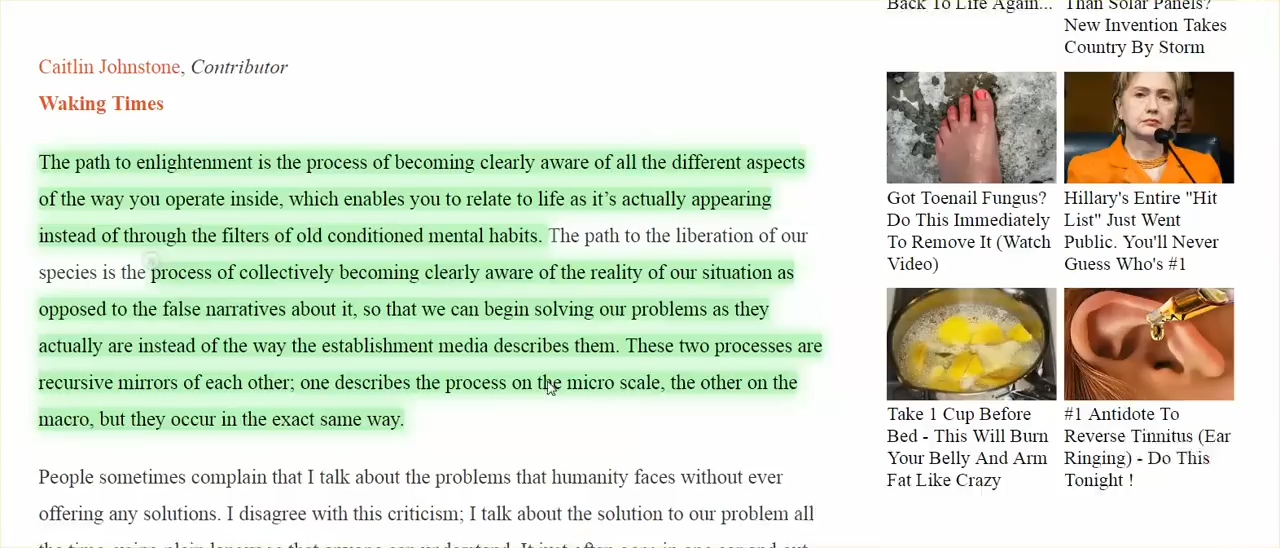 Caitlin Johnstone, Contributor
Waking Times
The path to enlightenment is the process of becoming clearly aware of all the different aspects
of the way you operate inside, which enables you to relate to life as it’s actually appearing
instead of through the filters of old conditioned mental habits. The path to the liberation of our
species is the process of collectively becoming clearly aware of the reality of our situation as
opposed to the false narratives about it, so that we can begin solving our problems as they
actually are instead of the way the establishment media describes them. These two processes are
recursive mirrors of each other; one describes the process on the micro scale, the other on the
macro, but they occur in the exact same way.
People sometimes complain that I talk about the problems that humanity faces without ever
offering any solutions. I disagree with this criticism; I talk about the solution to our problem all
Back To Life Again...
Than Solar Panels?
New Invention Takes
Country By Storm
Got Toenail Fungus?
Do This Immediately
To Remove It (Watch
Video)
Hillary's Entire "Hit
List" Just Went
Public. You'll Never
Guess Who's #1
Take 1 Cup Before
Bed - This Will Burn
Your Belly And Arm
Fat Like Crazy
#1 Antidote To
Reverse Tinnitus (Ear
Ringing) - Do This
Tonight !